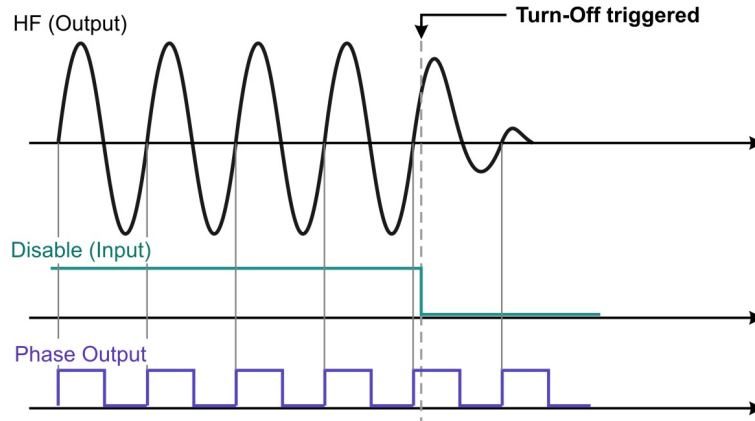 HF (Output)
Turn-Off triggered
Disable (Input)
Phase Output